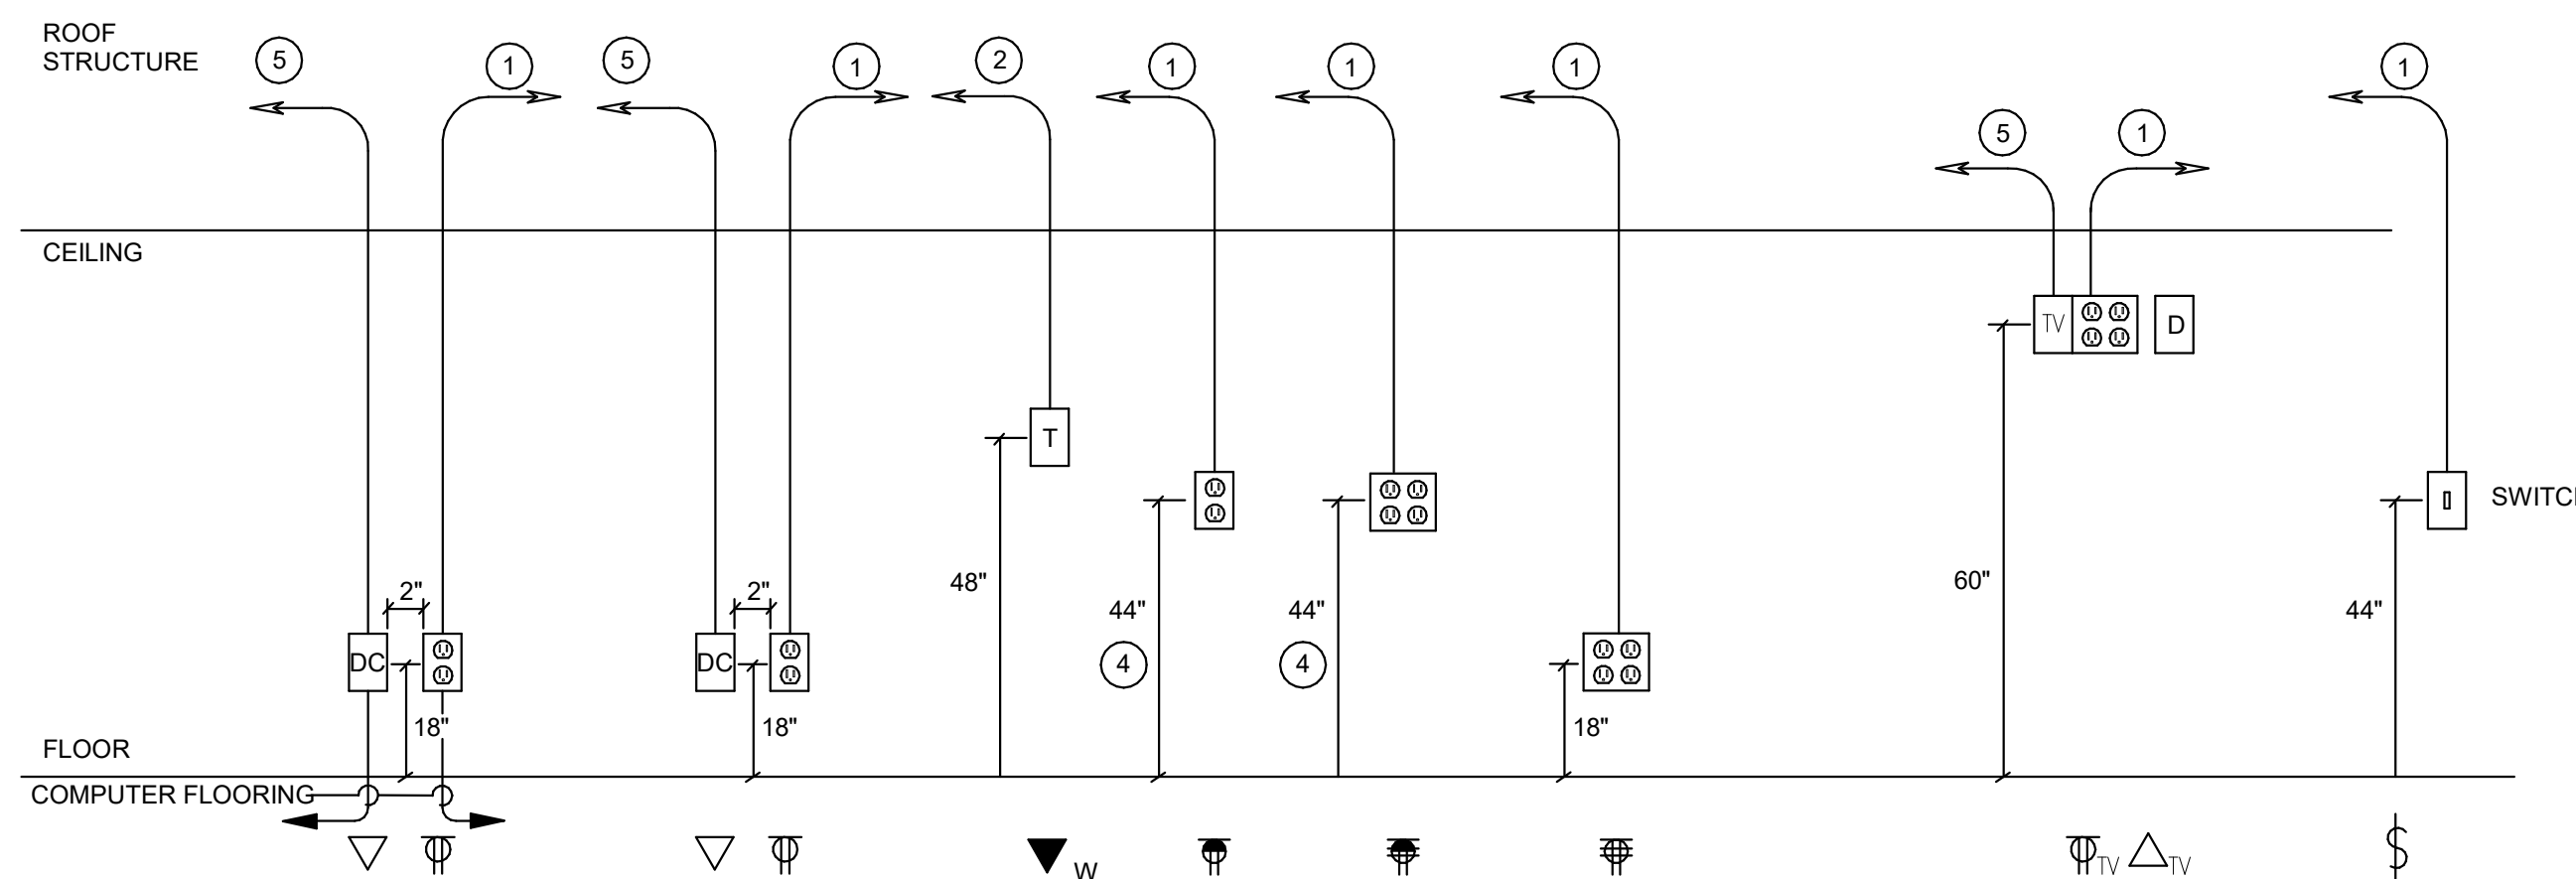 ROOF
STRUCTURE
5
1
5
1
2
1
1
1
1
5
1
CEILING
TV
D
T
SWITC
48"
44"
44"
60"
44"
2"
2"
DC
DC
4
4
18"
18"
18"
FLOOR
COMPUTER FLOORING
W
TV
TV
$